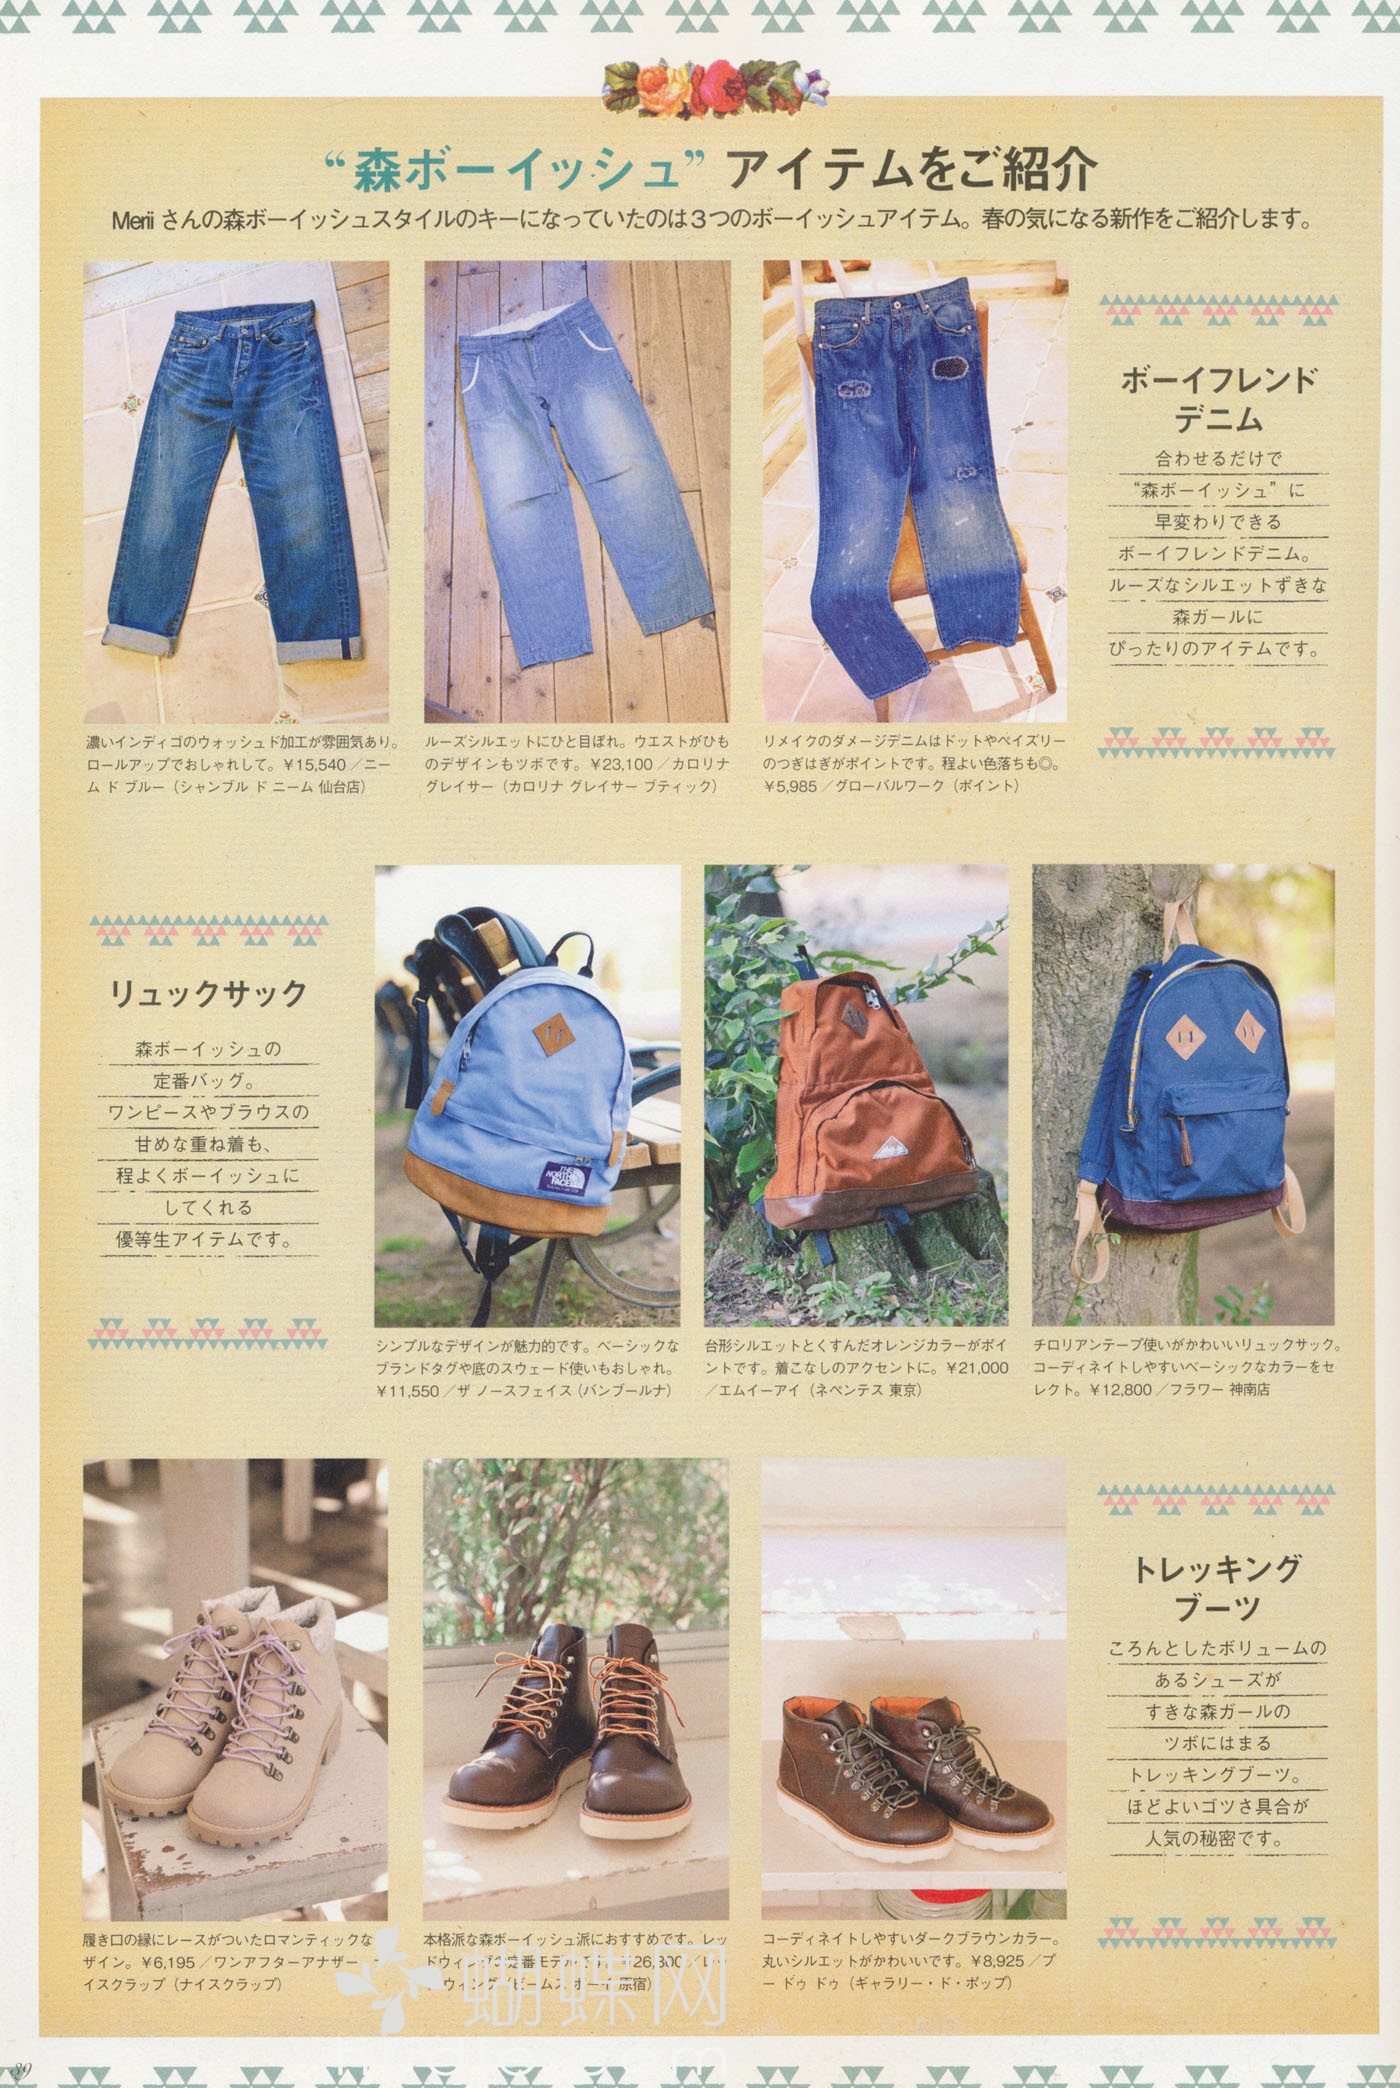 “森ボーイッシュ” アイテムをご紹介
Meriiさんの森ボーイッシュスタイルのキーになっていたのは3つのボーイッシュアイテム。春の気になる新作をご紹介します。
ボーイフレンド
デニム
合わせるだけで
“森ボーイッシュ”に
早変わりできる
ボーイフレンドデニム。
ルーズなシルエットずきな
森ガールに
ぴったりのアイテムです。
濃いインディゴのウォッシュド加工が雰囲気あり。
ロールアップでおしゃれして。¥15,540／ニー
ム ド ブルー（シャンブル ド ニーム 仙台店）
ルーズシルエットにひと目ぼれ。ウエストがひも
のデザインもツボです。¥23,100／カロリナ
グレイサー（カロリナ グレイサー ブティック）
リメイクのダメージデニムはドットやペイズリー
のつぎはぎがポイントです。程よい色落ちも◎。
¥5,985／グローバルワーク（ポイント）
リュックサック
森ボーイッシュの
定番バッグ。
ワンピースやブラウスの
甘めな重ね着も、
程よくボーイッシュに
してくれる
優等生アイテムです。
THE
NORTH
FACE
シンプルなデザインが魅力的です。ベーシックな
ブランドタグや底のスウェード使いもおしゃれ。
¥11,550／ザ ノースフェイス（バンブールナ）
台形シルエットとくすんだオレンジカラーがポイ
ントです。着こなしのアクセントに。¥21,000
／エムイーアイ（ネペンテス 東京）
チロリアンテープ使いがかわいいリュックサック。
コーディネイトしやすいベーシックなカラーをセ
レクト。¥12,800／フラワー 神南店
トレッキング
ブーツ
ころんとしたボリュームの
あるシューズが
すきな森ガールの
ツボにはまる
トレッキングブーツ。
ほどよいゴツさ具合が
人気の秘密です。
履き口の縁にレースがついたロマンティックな
ザイン。¥6,195／ワンアフターアナザー
イスクラップ（ナイスクラップ）
本格派な森ボーイッシュ派におすすめです。レッ
ドウィングの定番モデルです。¥26,800／レッ
ドウィング（ビームス ボーイ 原宿）
コーディネイトしやすいダークブラウンカラー。
丸いシルエットがかわいいです。¥8,925／プ
ー ドゥ ドゥ（ギャラリー・ド・ポップ）
蝴蝶网
89